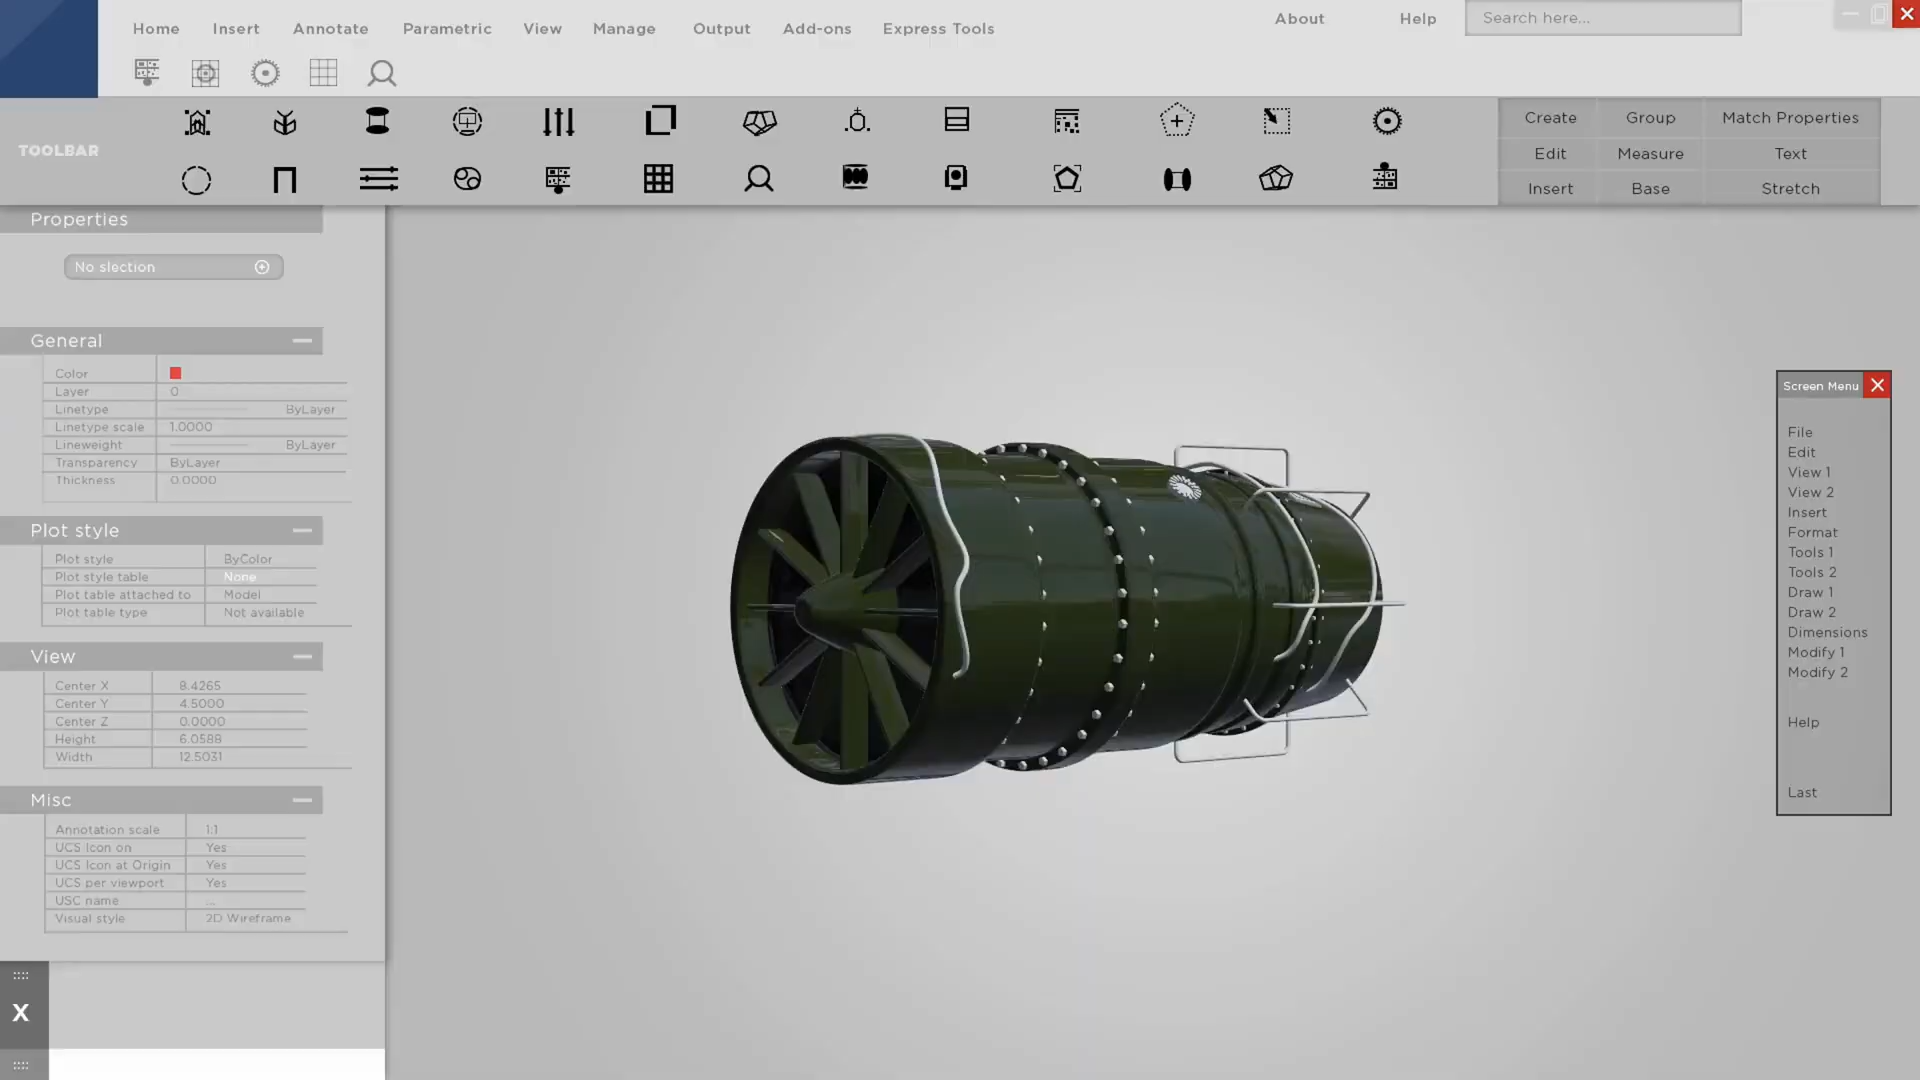 Home Insert Annotate Parametric View Manage Output Add-ons Express Tools
About Help Search here...
TOOLBAR
Create Group Match Properties
Edit Measure Text
Insert Base Stretch
Properties
No slection
General
Color
Layer 0
Linetype ByLayer
Linetype scale 1.0000
Lineweight ByLayer
Transparency ByLayer
Thickness 0.0000
Plot style
Plot style ByColor
Plot style table None
Plot table attached to Model
Plot table type Not available
View
Center X 8.4265
Center Y 4.5000
Center Z 0.0000
Height 6.0588
Width 12.5031
Misc
Annotation scale 1:1
UCS Icon on Yes
UCS Icon at Origin Yes
UCS per viewport Yes
USC name ...
Visual style 2D Wireframe
X
Screen Menu
File
Edit
View 1
View 2
Insert
Format
Tools 1
Tools 2
Draw 1
Draw 2
Dimensions
Modify 1
Modify 2
Help
Last